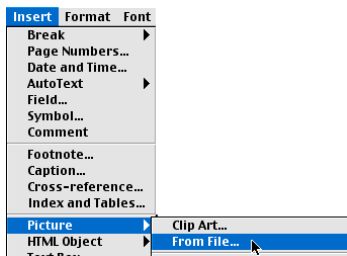 Insert Format Font
Break
Page Numbers...
Date and Time...
AutoText
Field...
Symbol...
Comment
Footnote...
Caption...
Cross-reference...
Index and Tables...
Picture
Clip Art...
HTML Object
From File...